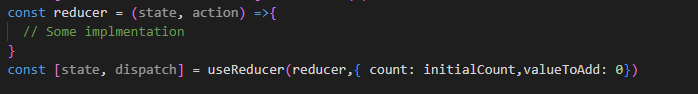 const reducer = (state, action) =>{
// Some implmentation
}
const [state, dispatch] = useReducer(reducer,{ count: initialCount,valueToAdd: 0})